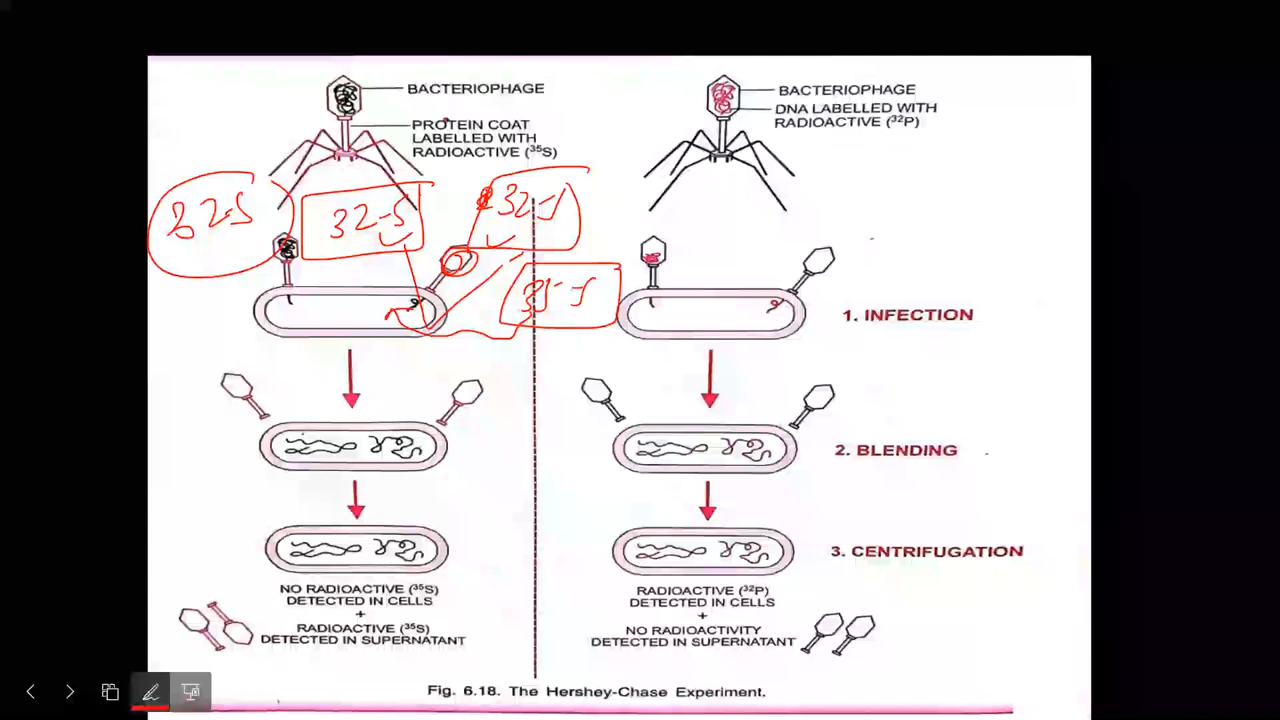 BACTERIOPHAGE
PROTEIN COAT
LABELLED WITH
RADIOACTIVE (³⁵S)
BACTERIOPHAGE
DNA LABELLED WITH
RADIOACTIVE (³²P)
32-S
32-S
32-S
35-S
1. INFECTION
2. BLENDING
3. CENTRIFUGATION
NO RADIOACTIVE (³⁵S)
DETECTED IN CELLS
+
RADIOACTIVE (³⁵S)
DETECTED IN SUPERNATANT
RADIOACTIVE (³²P)
DETECTED IN CELLS
+
NO RADIOACTIVITY
DETECTED IN SUPERNATANT
Fig. 6.18. The Hershey-Chase Experiment.